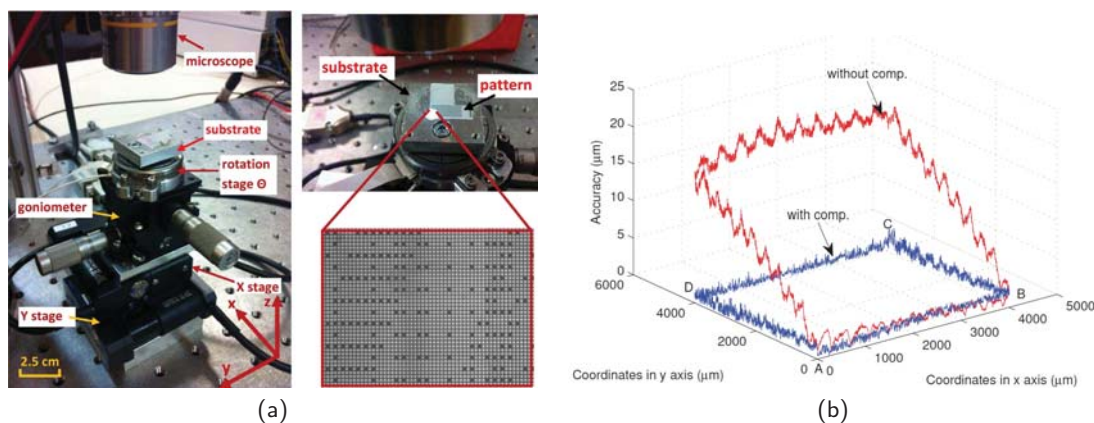 microscope
substrate
rotation
stage Θ
goniometer
X stage
Y stage
x
z
y
2.5 cm
substrate
pattern
(a)
25
20
15
10
5
0
Accuracy (μm)
without comp.
with comp.
A
B
C
D
6000
4000
2000
0
Coordinates in y axis (μm)
0
1000
2000
3000
4000
5000
Coordinates in x axis (μm)
(b)